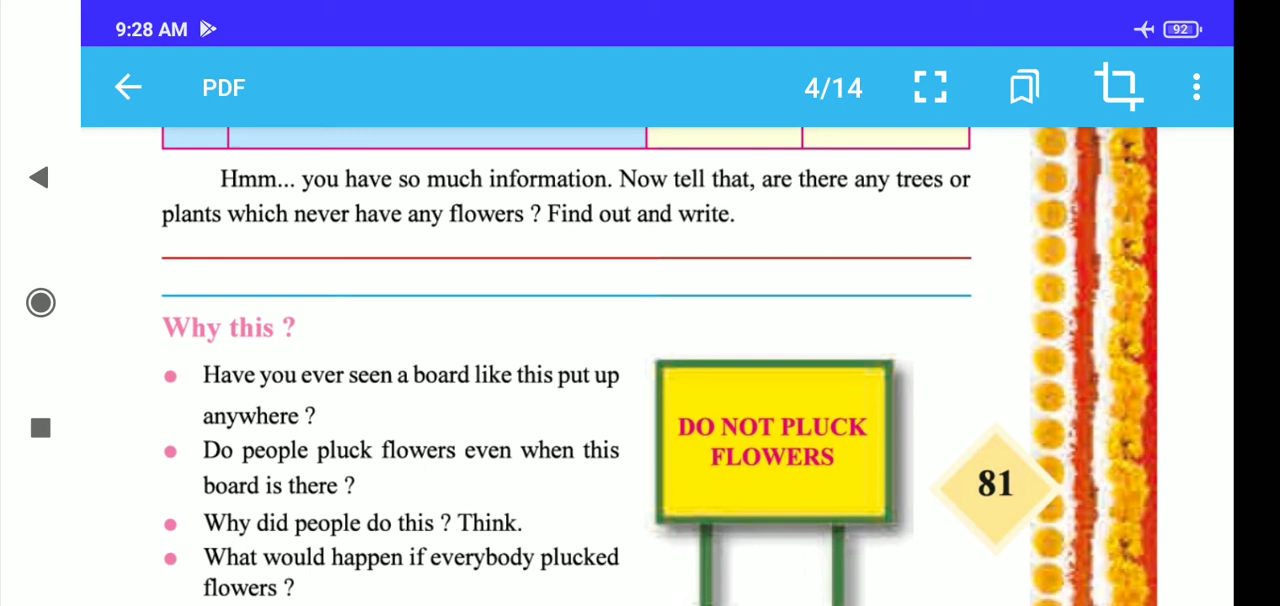 9:28 AM
92
PDF
4/14
Hmm... you have so much information. Now tell that, are there any trees or
plants which never have any flowers ? Find out and write.
Why this ?
Have you ever seen a board like this put up
anywhere ?
Do people pluck flowers even when this
board is there ?
Why did people do this ? Think.
What would happen if everybody plucked
flowers ?
DO NOT PLUCK
FLOWERS
81